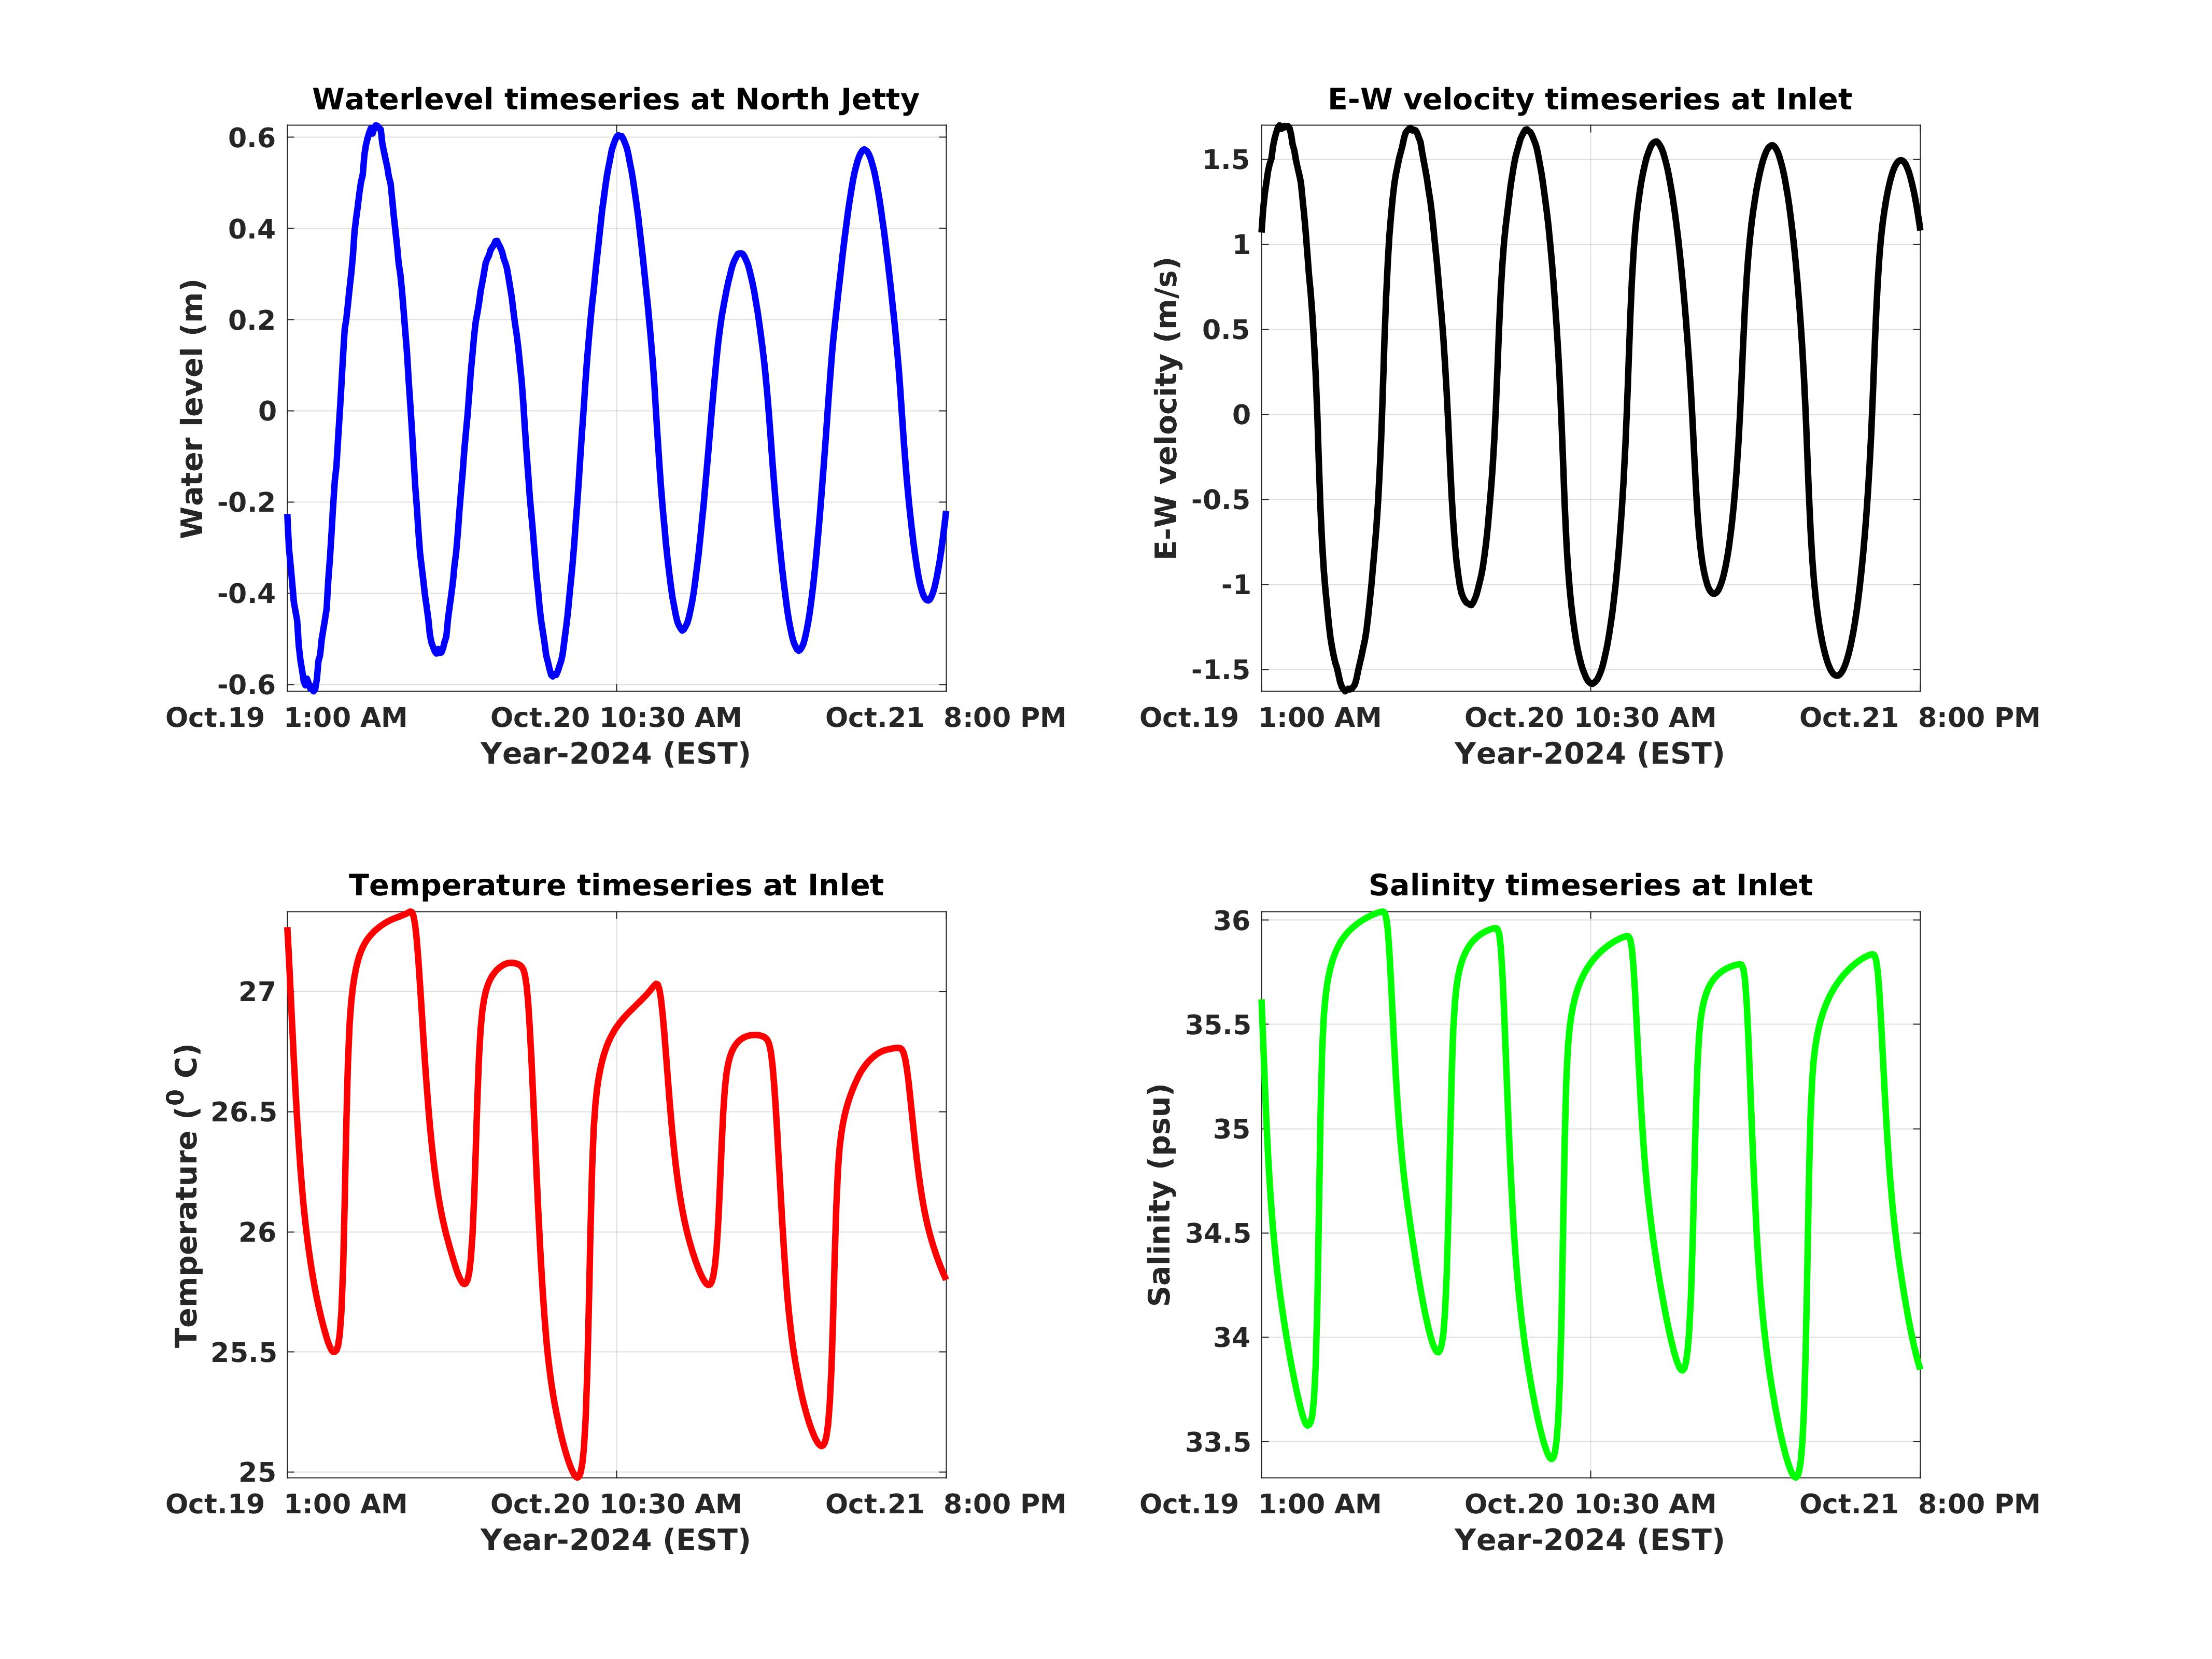 Waterlevel timeseries at North Jetty
0.6
0.4
0.2
0
-0.2
-0.4
-0.6
Water level (m)
Oct.19 1:00 AM Oct.20 10:30 AM Oct.21 8:00 PM
Year-2024 (EST)
E-W velocity timeseries at Inlet
1.5
1
0.5
0
-0.5
-1
-1.5
E-W velocity (m/s)
Oct.19 1:00 AM Oct.20 10:30 AM Oct.21 8:00 PM
Year-2024 (EST)
Temperature timeseries at Inlet
27
26.5
26
25.5
25
Temperature (⁰ C)
Oct.19 1:00 AM Oct.20 10:30 AM Oct.21 8:00 PM
Year-2024 (EST)
Salinity timeseries at Inlet
36
35.5
35
34.5
34
33.5
Salinity (psu)
Oct.19 1:00 AM Oct.20 10:30 AM Oct.21 8:00 PM
Year-2024 (EST)